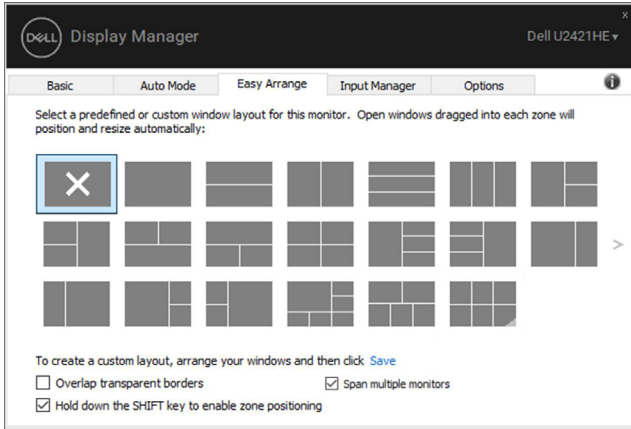 x
DELL Display Manager Dell U2421HE
Basic Auto Mode Easy Arrange Input Manager Options
Select a predefined or custom window layout for this monitor. Open windows dragged into each zone will
position and resize automatically:
To create a custom layout, arrange your windows and then click Save
Overlap transparent borders Span multiple monitors
Hold down the SHIFT key to enable zone positioning